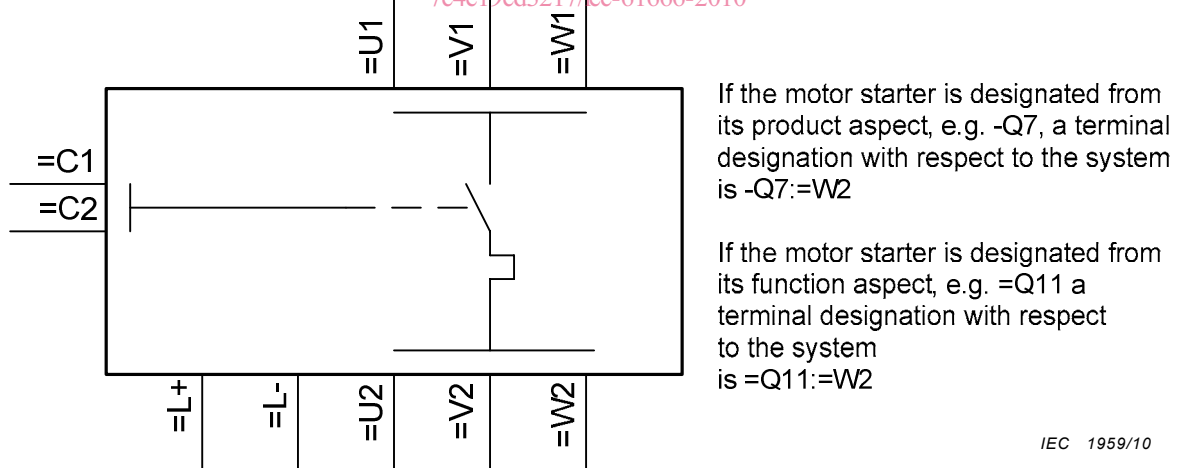 =U1
=V1
=W1
=C1
=C2
=L+
=L-
=U2
=V2
=W2
If the motor starter is designated from
its product aspect, e.g. -Q7, a terminal
designation with respect to the system
is -Q7:=W2
If the motor starter is designated from
its function aspect, e.g. =Q11 a
terminal designation with respect
to the system
is =Q11:=W2
IEC 1959/10